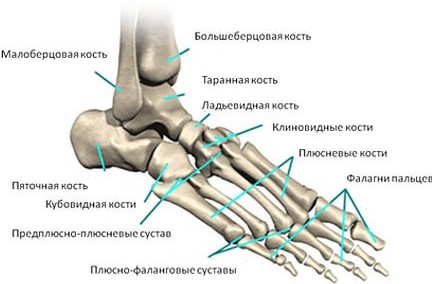 Большеберцовая кость
Малоберцовая кость
Таранная кость
Ладьевидная кость
Клиновидные кости
Плюсневые кости
Фалагни пальцев
Пяточная кость
Кубовидная кости
Предплюсно-плюсневые сустав
Плюсно-фаланговые суставы